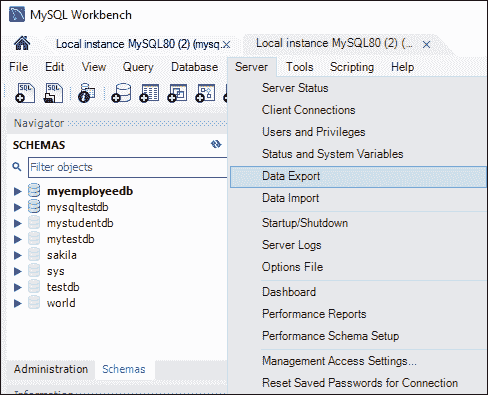 MySQL Workbench
Local instance MySQL80 (2) (mysq. x
Local instance MySQL80 (2) (... x
File Edit View Query Database Server Tools Scripting Help
SQL SQL
Navigator
SCHEMAS
Filter objects
myemployeedb
mysqltestdb
mystudentdb
mytestdb
sakila
sys
testdb
world
Administration Schemas
Server Status
Client Connections
Users and Privileges
Status and System Variables
Data Export
Data Import
Startup/Shutdown
Server Logs
Options File
Dashboard
Performance Reports
Performance Schema Setup
Management Access Settings...
Reset Saved Passwords for Connection